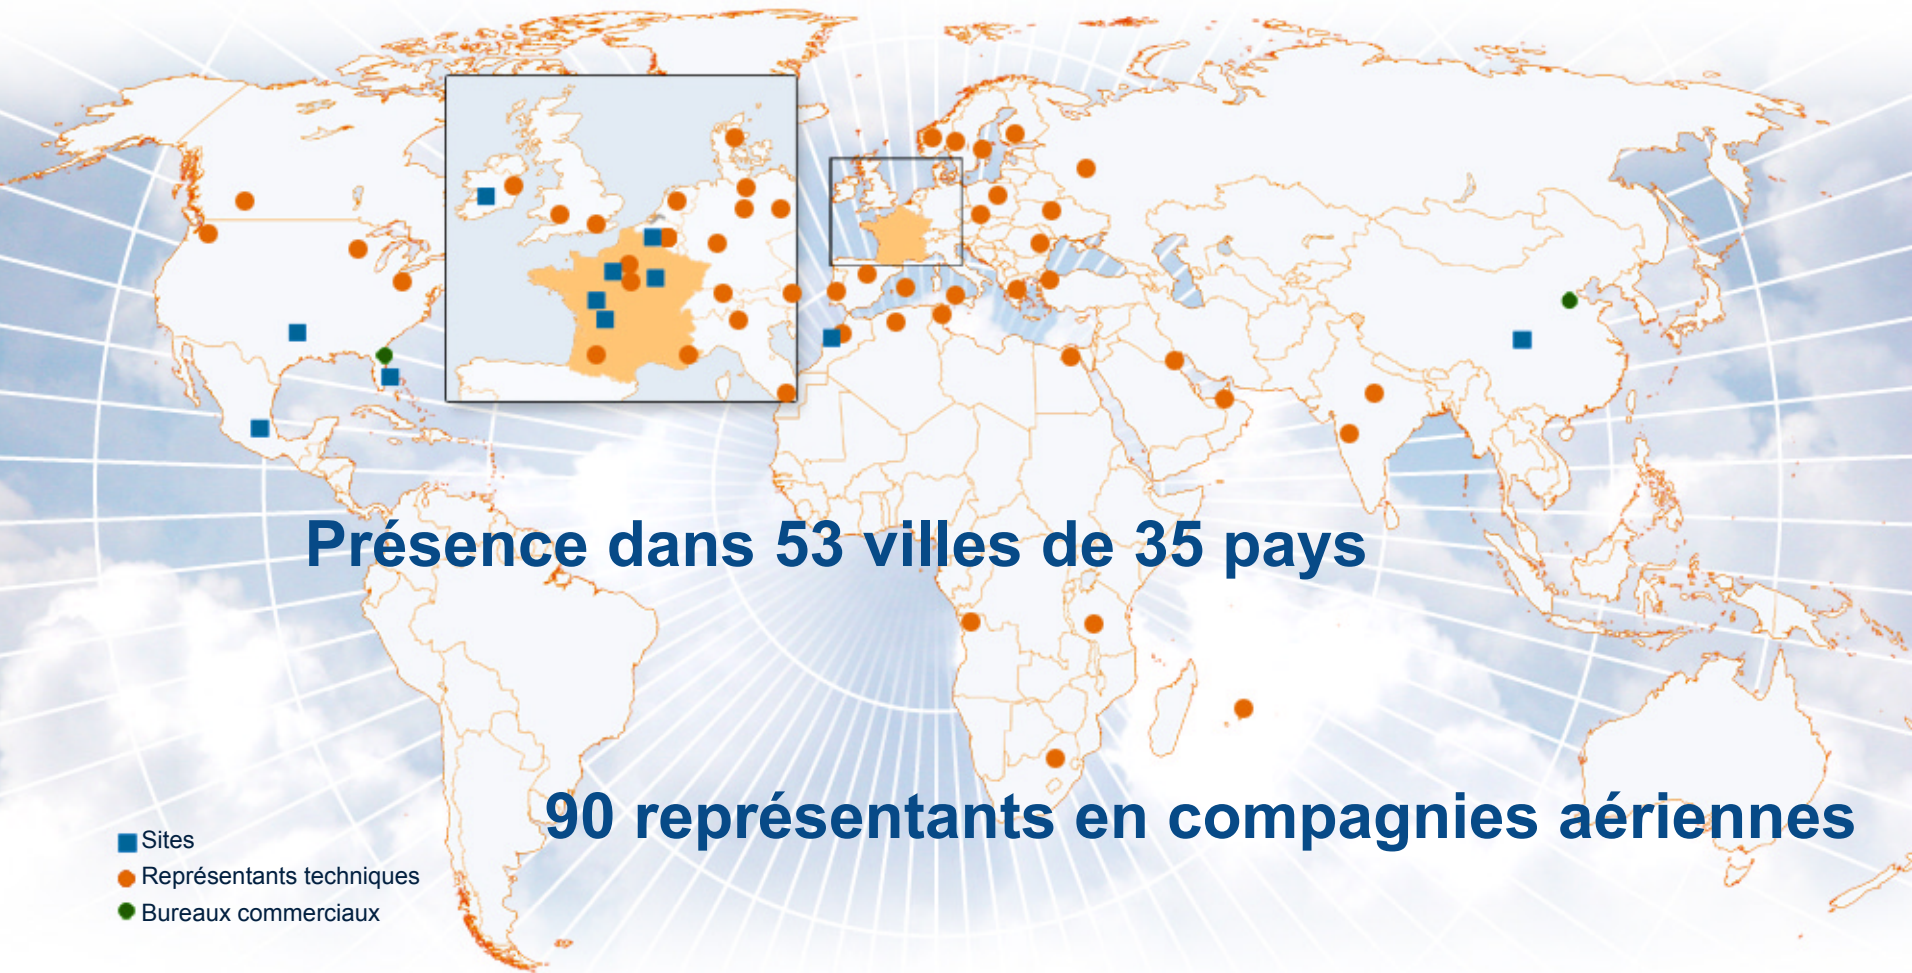 Présence dans 53 villes de 35 pays
90 représentants en compagnies aériennes
Sites
Représentants techniques
Bureaux commerciaux